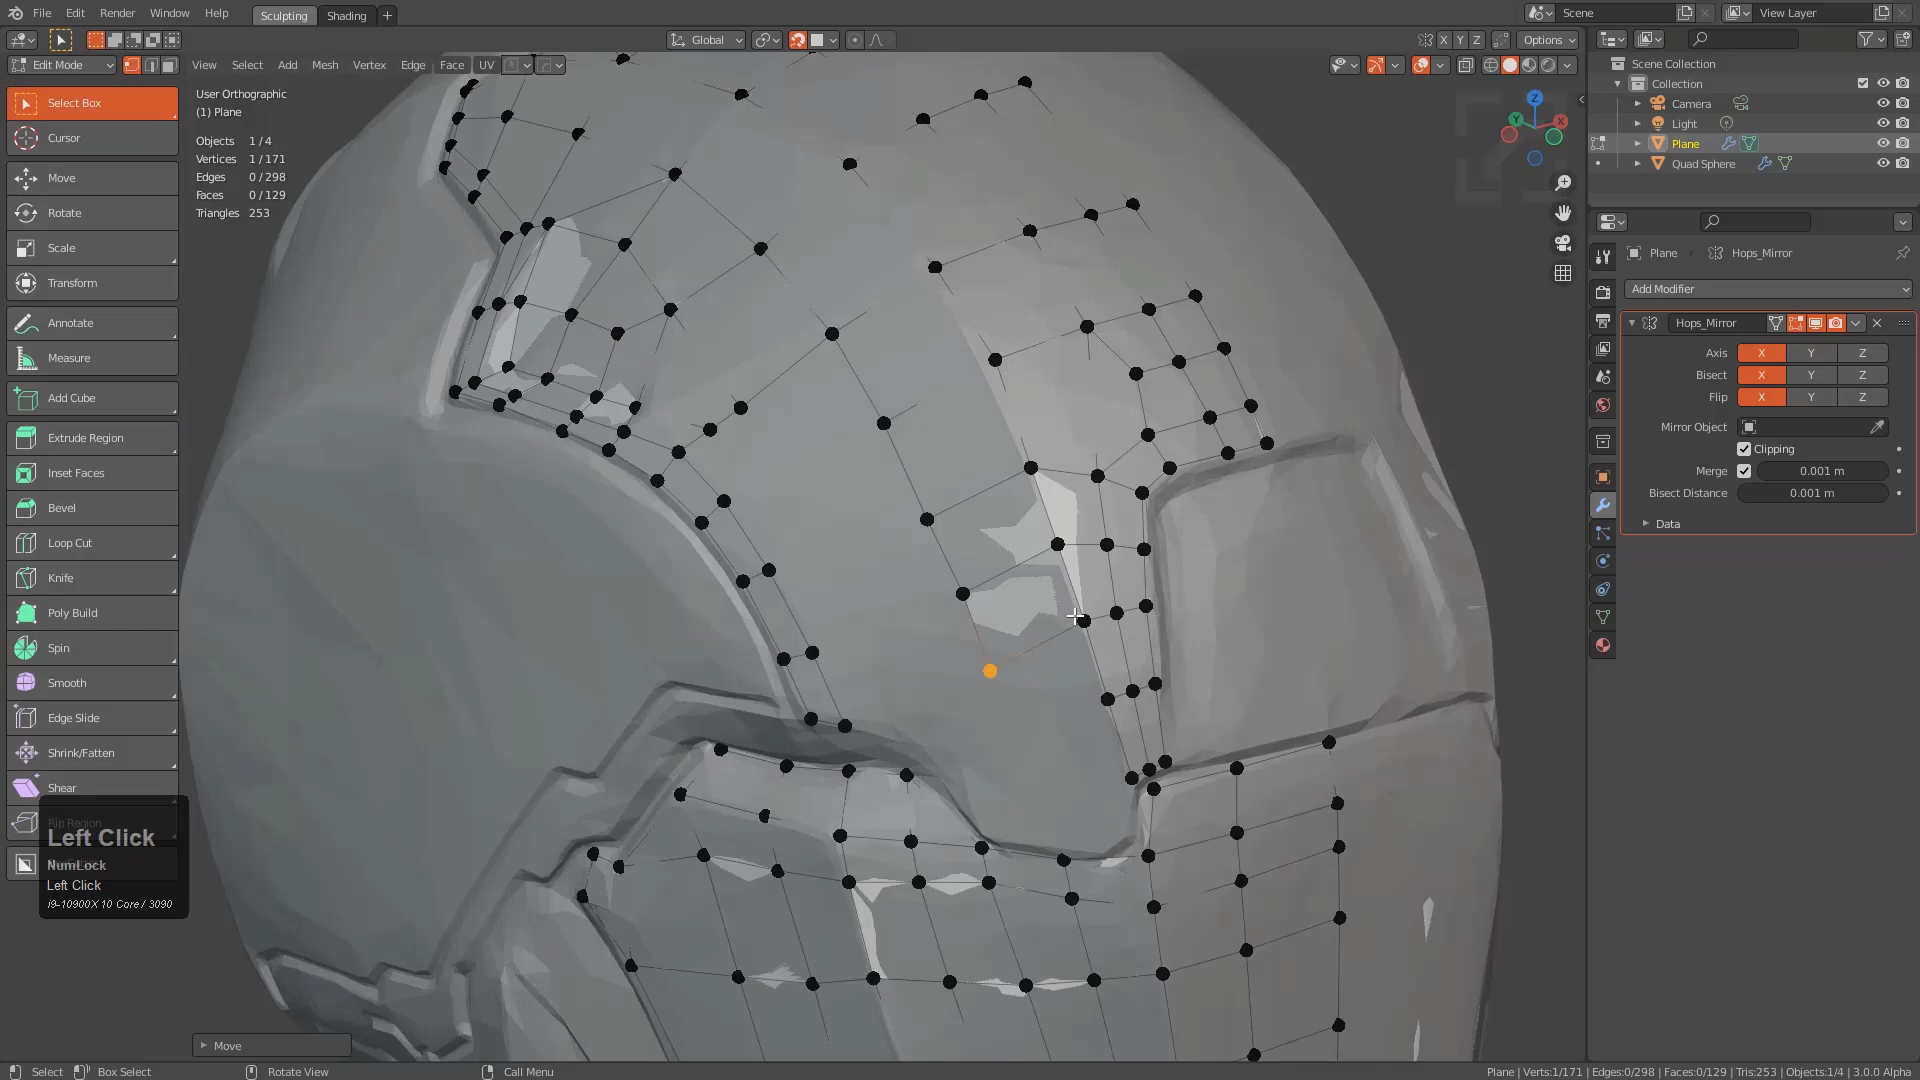 File Edit Render Window Help Sculpting Shading + Scene View Layer
Global X Y Z Options
Edit Mode View Select Add Mesh Vertex Edge Face UV
Select Box
Cursor
Move
Rotate
Scale
Transform
Annotate
Measure
Add Cube
Extrude Region
Inset Faces
Bevel
Loop Cut
Knife
Poly Build
Spin
Smooth
Edge Slide
Shrink/Fatten
Shear
Rip Region
Left Click
NumLock
Left Click
i9-10900X 10 Core / 3090
User Orthographic
(1) Plane
Objects 1/4
Vertices 1/171
Edges 0/298
Faces 0/129
Triangles 253
Z
Y X
Move
Scene Collection
Collection
Camera
Light
Plane
Quad Sphere
Plane Hops_Mirror
Add Modifier
Hops_Mirror
Axis X Y Z
Bisect X Y Z
Flip X Y Z
Mirror Object
Clipping
Merge 0.001 m
Bisect Distance 0.001 m
Data
Select Box Select Rotate View Call Menu Plane | Verts:1/171 | Edges:0/298 | Faces:0/129 | Tris:253 | Objects:1/4 | 3.0.0 Alpha